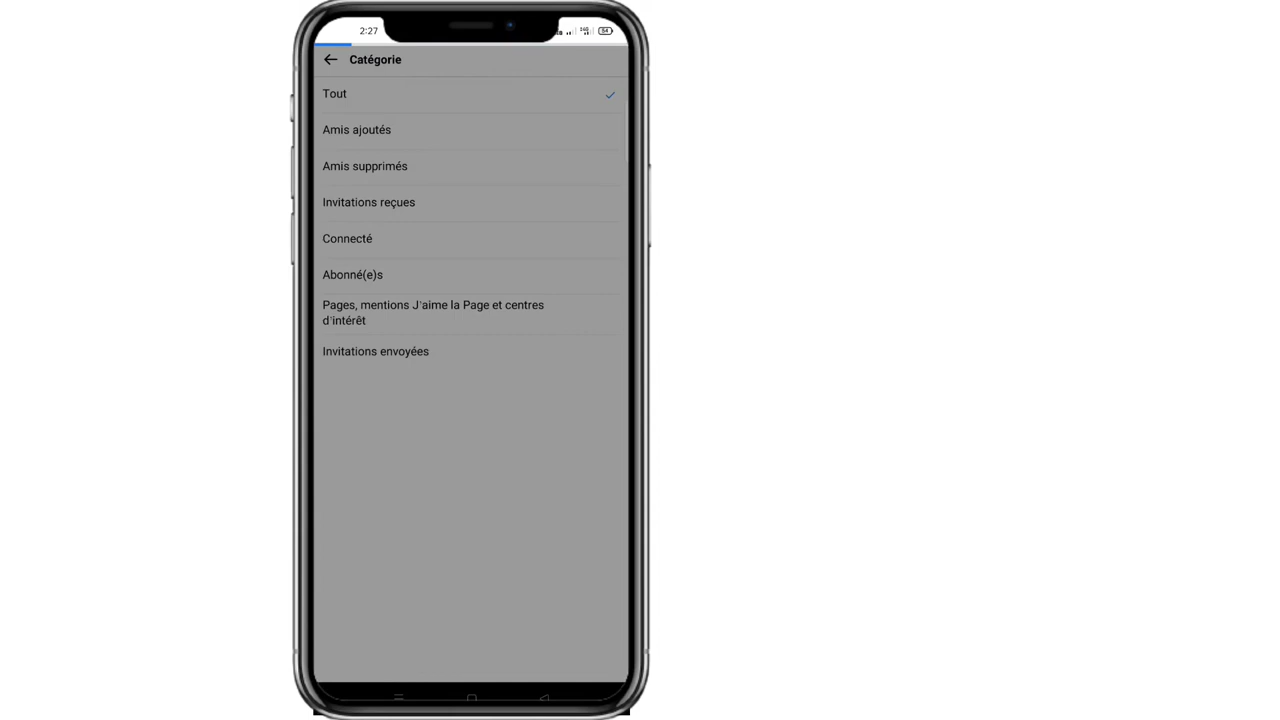 2:27
54
Catégorie
Tout
Amis ajoutés
Amis supprimés
Invitations reçues
Connecté
Abonné(e)s
Pages, mentions J'aime la Page et centres
d'intérêt
Invitations envoyées